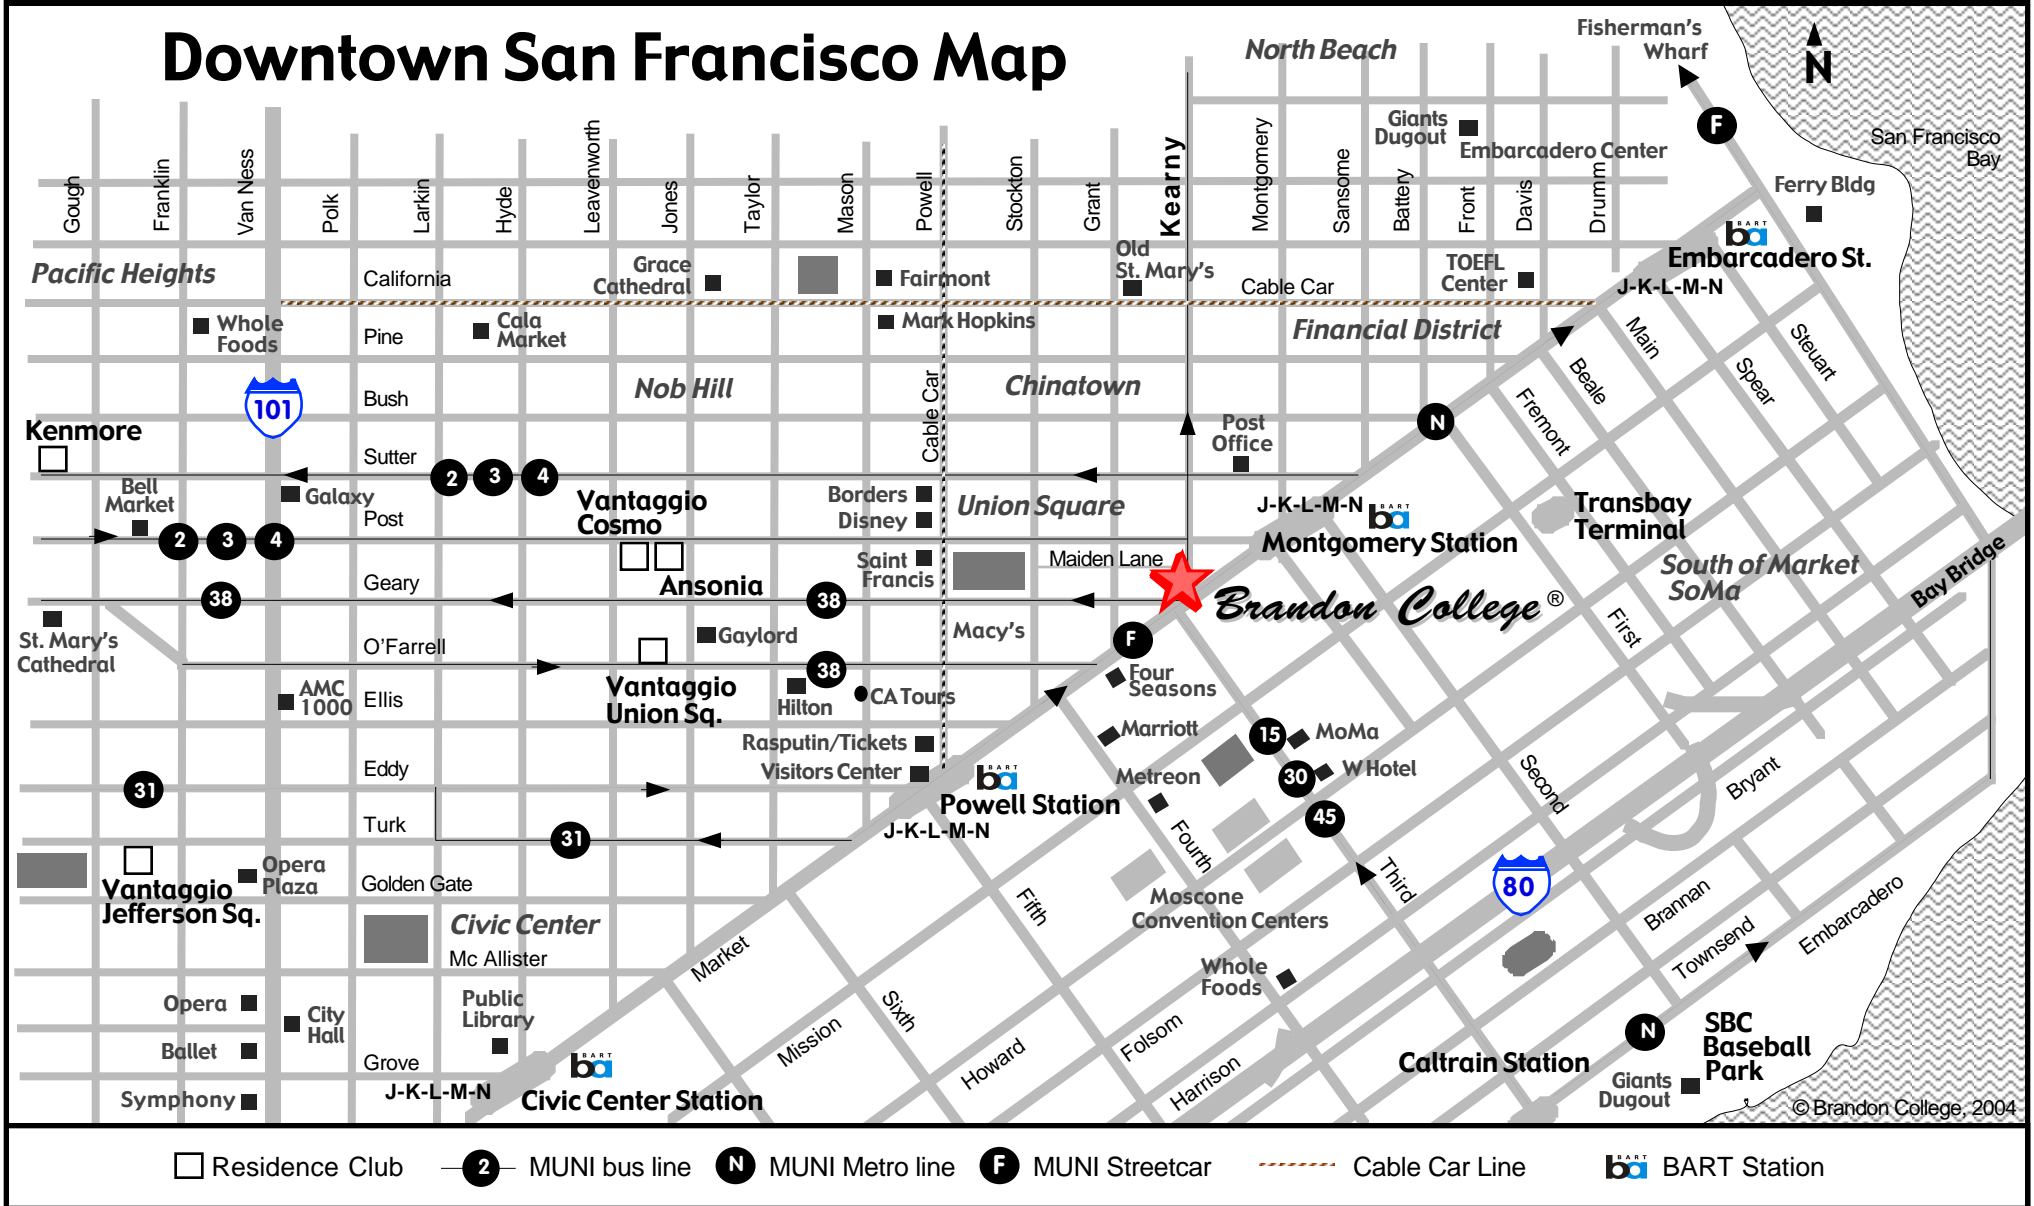 Downtown San Francisco Map
North Beach
Fisherman's
Wharf
N
F
San Francisco
Bay
Giants
Dugout
Embarcadero Center
Ferry Bldg
Gough
Franklin
Van Ness
Polk
Larkin
Hyde
Leavenworth
Jones
Taylor
Mason
Powell
Stockton
Grant
Kearny
Montgomery
Sansome
Battery
Front
Davis
Drumm
BART
ba
Embarcadero St.
J-K-L-M-N
Pacific Heights
California
Grace
Cathedral
Fairmont
Old
St. Mary's
Cable Car
TOEFL
Center
Whole
Foods
Pine
Cala
Market
Mark Hopkins
Financial District
Main
Beale
Steuart
Spear
Fremont
101
Bush
Nob Hill
Cable Car
Chinatown
Kenmore
Sutter
2
3
4
Post
Office
N
Bell
Market
Galaxy
Post
Vantaggio
Cosmo
Borders
Disney
Union Square
J-K-L-M-N
BART
ba
Montgomery Station
Transbay
Terminal
2
3
4
Ansonia
Saint
Francis
Maiden Lane
South of Market
SoMa
Bay Bridge
Geary
38
38
Brandon College ®
First
St. Mary's
Cathedral
O'Farrell
Gaylord
Macy's
F
38
Four
Seasons
AMC
1000
Ellis
Vantaggio
Union Sq.
Hilton
CA Tours
Marriott
15
MoMa
Rasputin/Tickets
Visitors Center
Metreon
30
W Hotel
Eddy
BART
ba
Powell Station
J-K-L-M-N
Second
Bryant
31
Turk
31
45
Fourth
Third
80
Opera
Plaza
Vantaggio
Jefferson Sq.
Golden Gate
Civic Center
Mc Allister
Fifth
Moscone
Convention Centers
Brannan
Townsend
Embarcadero
Market
Whole
Foods
Opera
City
Hall
Public
Library
Sixth
Mission
Howard
Folsom
Harrison
Ballet
Grove
J-K-L-M-N
BART
ba
Civic Center Station
Symphony
Caltrain Station
N
SBC
Baseball
Park
Giants
Dugout
© Brandon College, 2004
Residence Club
2
MUNI bus line
N
MUNI Metro line
F
MUNI Streetcar
Cable Car Line
BART
ba
BART Station